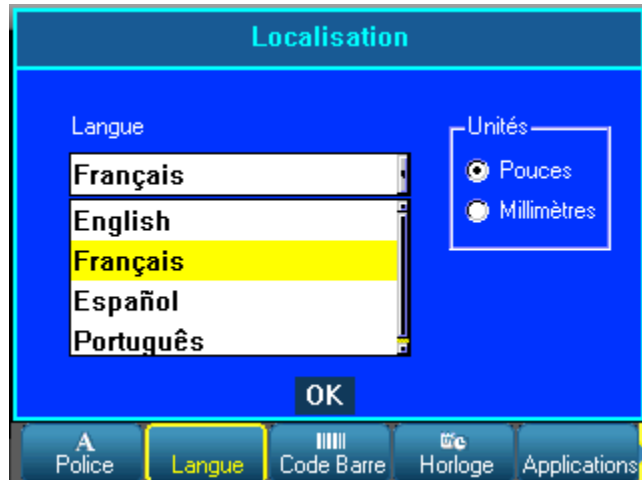 Localisation
Langue
Unités
Français
Pouces
Millimètres
English
Français
Español
Português
OK
A
Police
Langue
Code Barre
Horloge
Applications